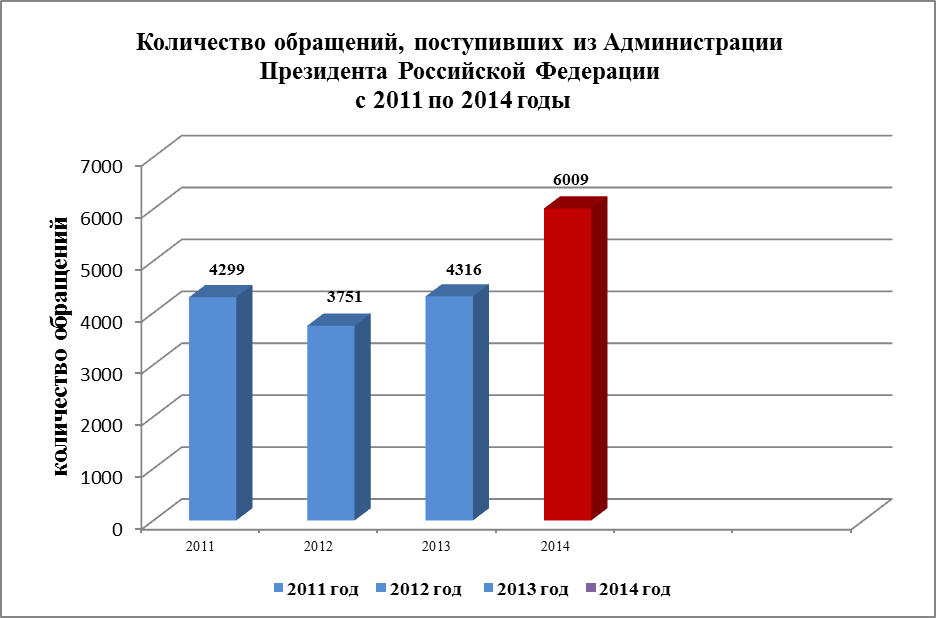 Количество обращений, поступивших из Администрации
Президента Российской Федерации
с 2011 по 2014 годы
количество обращений
7000
6000
5000
4000
3000
2000
1000
0
4299
3751
4316
6009
2011
2012
2013
2014
2011 год
2012 год
2013 год
2014 год